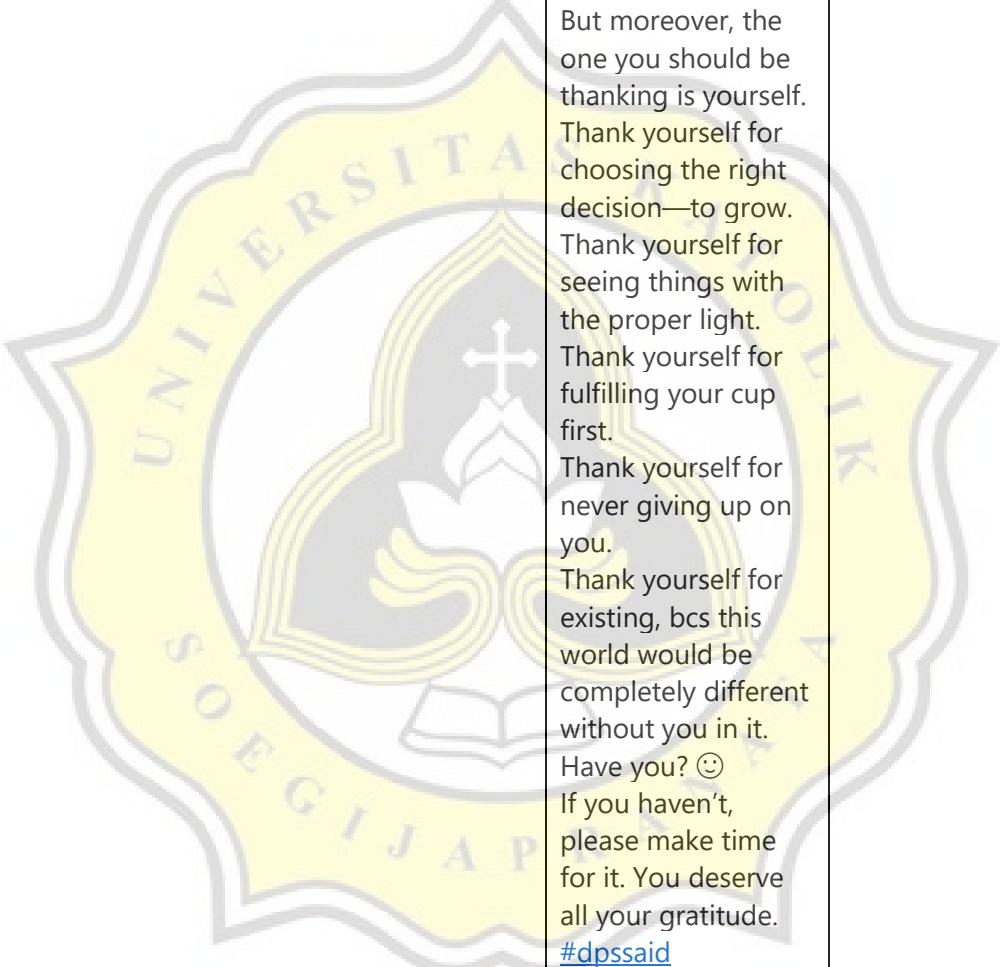 But moreover, the
one you should be
thanking is yourself.
Thank yourself for
choosing the right
decision—to grow.
Thank yourself for
seeing things with
the proper light.
Thank yourself for
fulfilling your cup
first.
Thank yourself for
never giving up on
you.
Thank yourself for
existing, bcs this
world would be
completely different
without you in it.
Have you? ☺
If you haven’t,
please make time
for it. You deserve
all your gratitude.
#dpssaid
UNIVERSITAS KATOLIK
SOEGIJAPRANATA